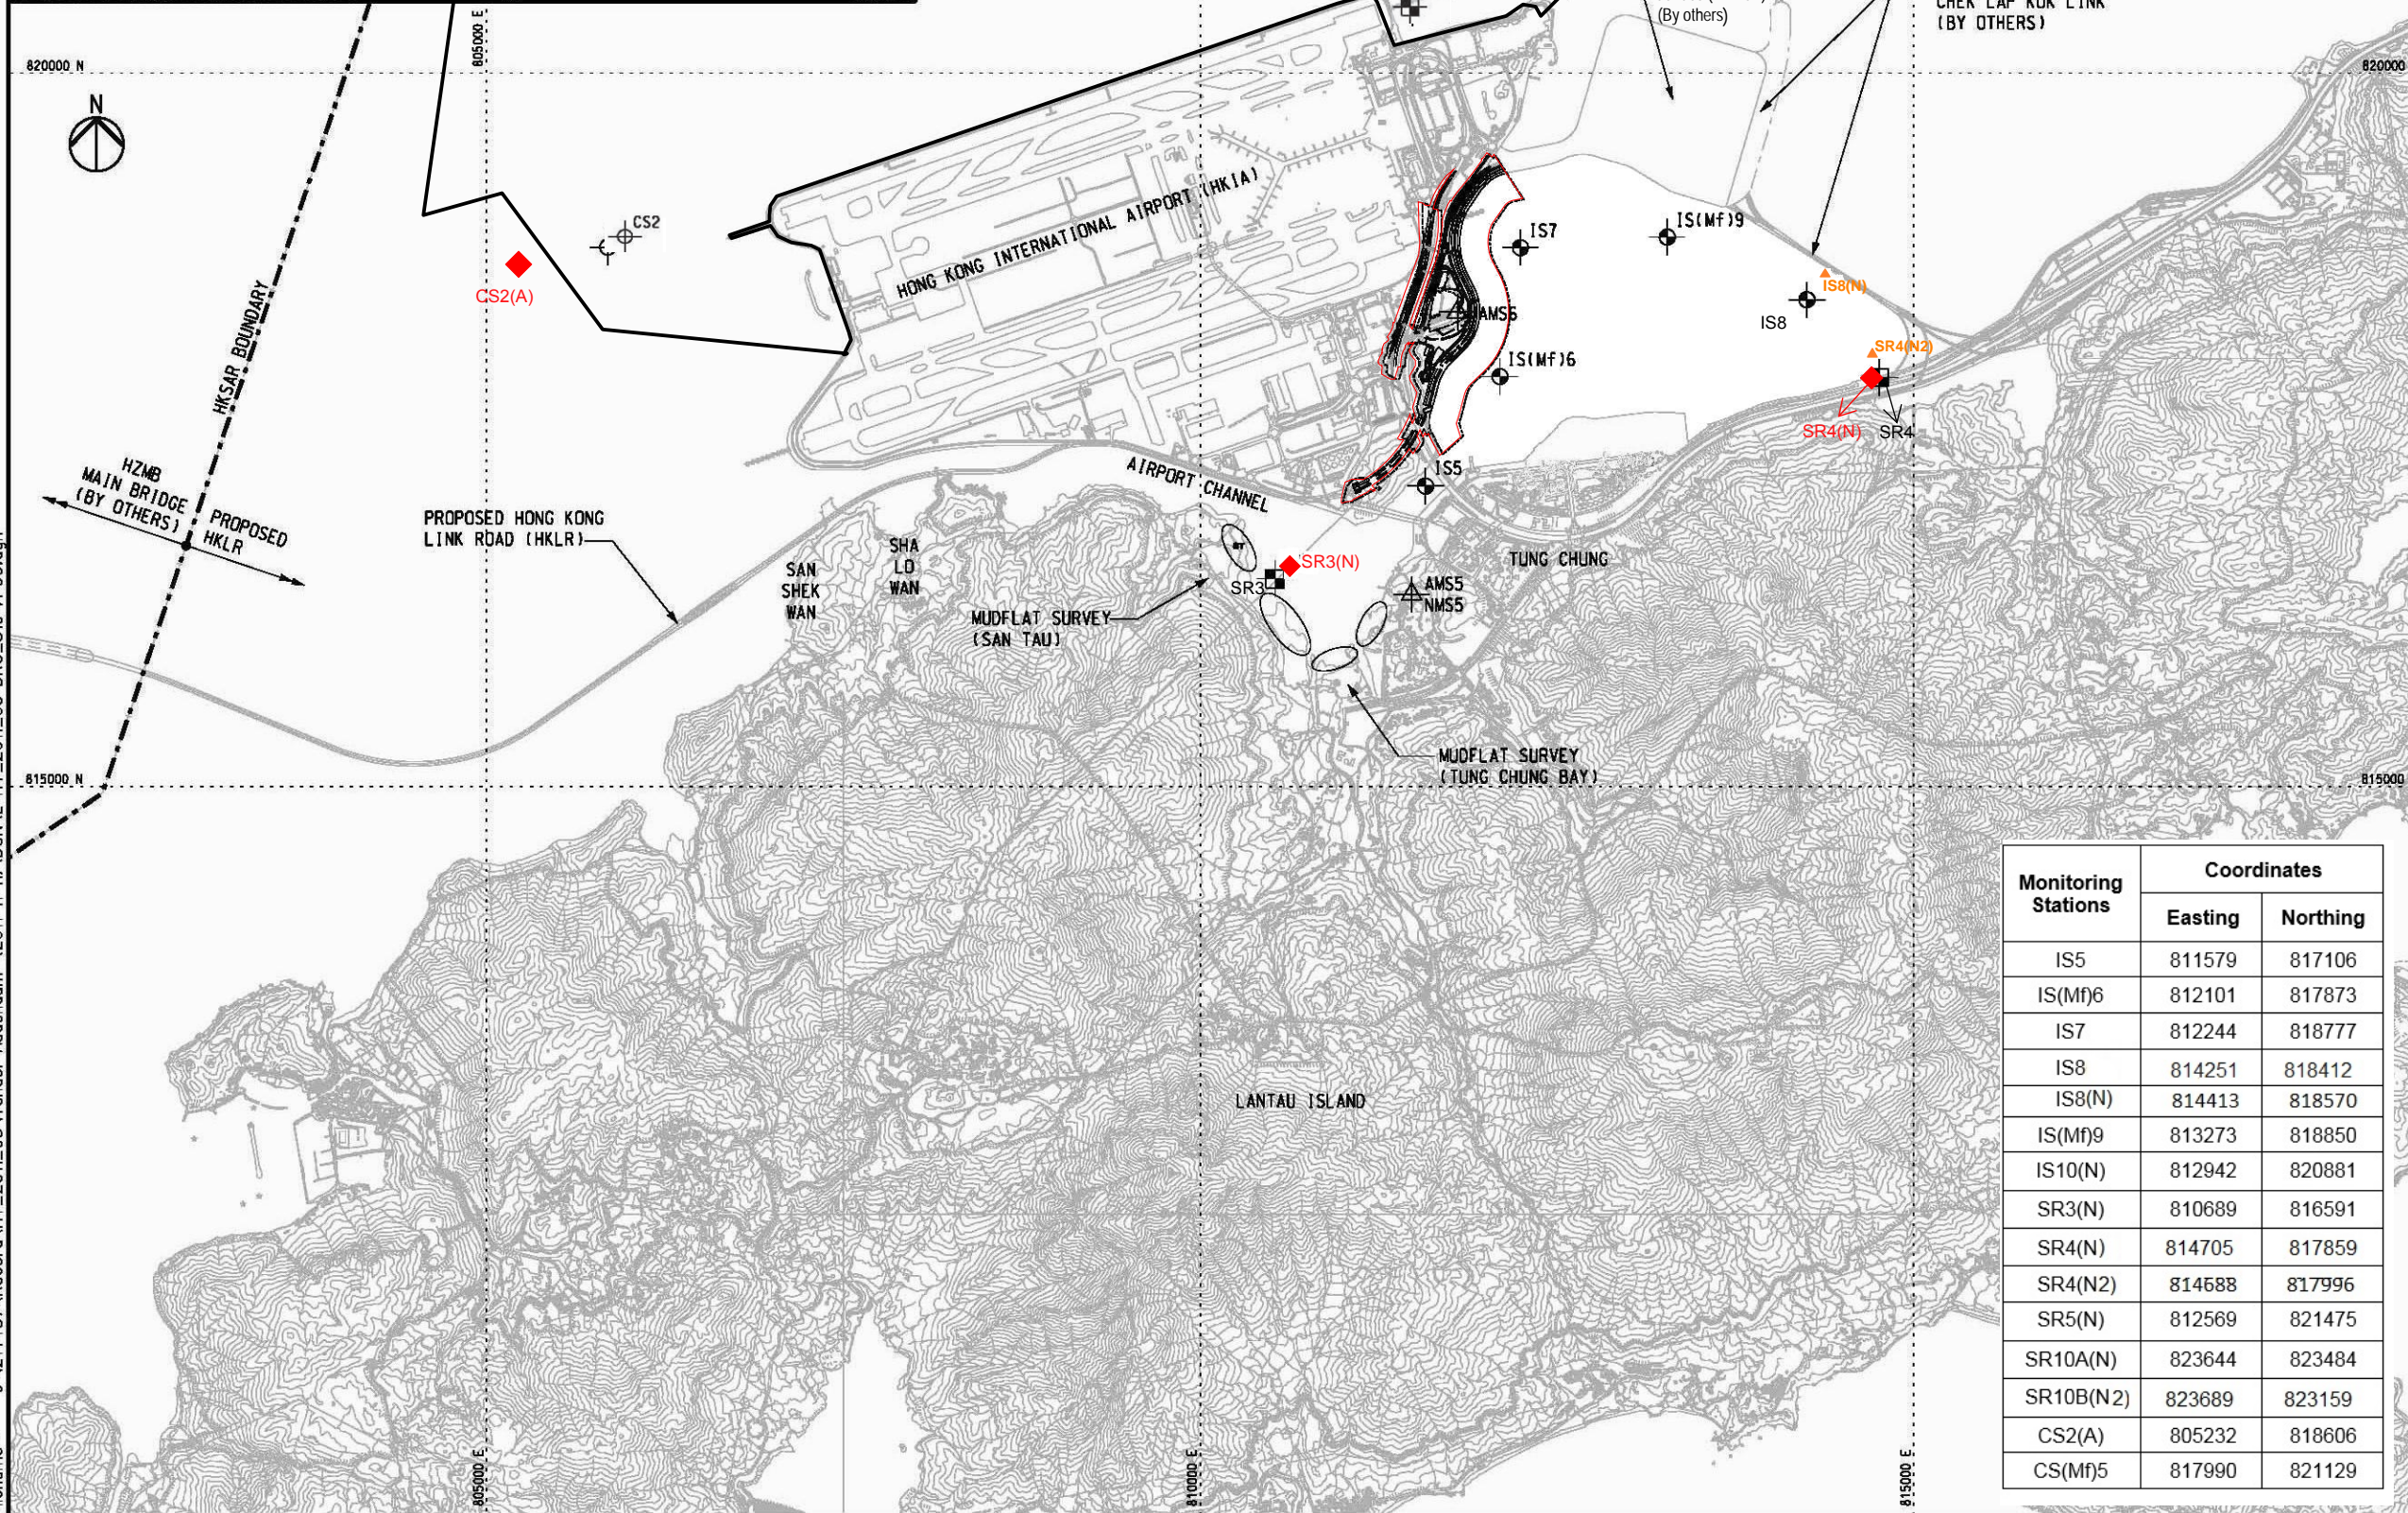 (By others)
CHEK LAP KOK LINK
(BY OTHERS)
820000 N
805000 E
820000
N
CS2
CS2(A)
HONG KONG INTERNATIONAL AIRPORT (HKIA)
IS7
IS(Mf)9
IS8(N)
IS8
AMS6
IS(Mf)6
SR4(N2)
SR4(N)
SR4
HKSAR BOUNDARY
HZMB
MAIN BRIDGE
(BY OTHERS)
PROPOSED
HKLR
PROPOSED HONG KONG
LINK ROAD (HKLR)
AIRPORT CHANNEL
IS5
SHA
LO
WAN
SAN
SHEK
WAN
SR3(N)
SR3
TUNG CHUNG
AMS5
NMS5
MUDFLAT SURVEY
(SAN TAU)
MUDFLAT SURVEY
(TUNG CHUNG BAY)
815000 N
815000
LANTAU ISLAND
805000 E
810000 E
815000 E
Monitoring
Stations
Coordinates
Easting Northing
IS5 811579 817106
IS(Mf)6 812101 817873
IS7 812244 818777
IS8 814251 818412
IS8(N) 814413 818570
IS(Mf)9 813273 818850
IS10(N) 812942 820881
SR3(N) 810689 816591
SR4(N) 814705 817859
SR4(N2) 814688 817996
SR5(N) 812569 821475
SR10A(N) 823644 823484
SR10B(N2) 823689 823159
CS2(A) 805232 818606
CS(Mf)5 817990 821129